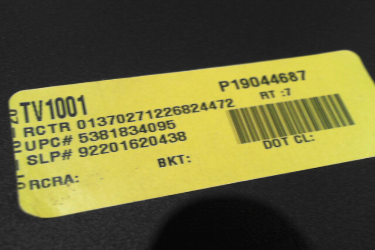 TV1001
P19044687
RCTR 01370271226824472
RT :7
UPC# 5381834095
SLP# 92201620438
BKT:
DOT CL:
RCRA: